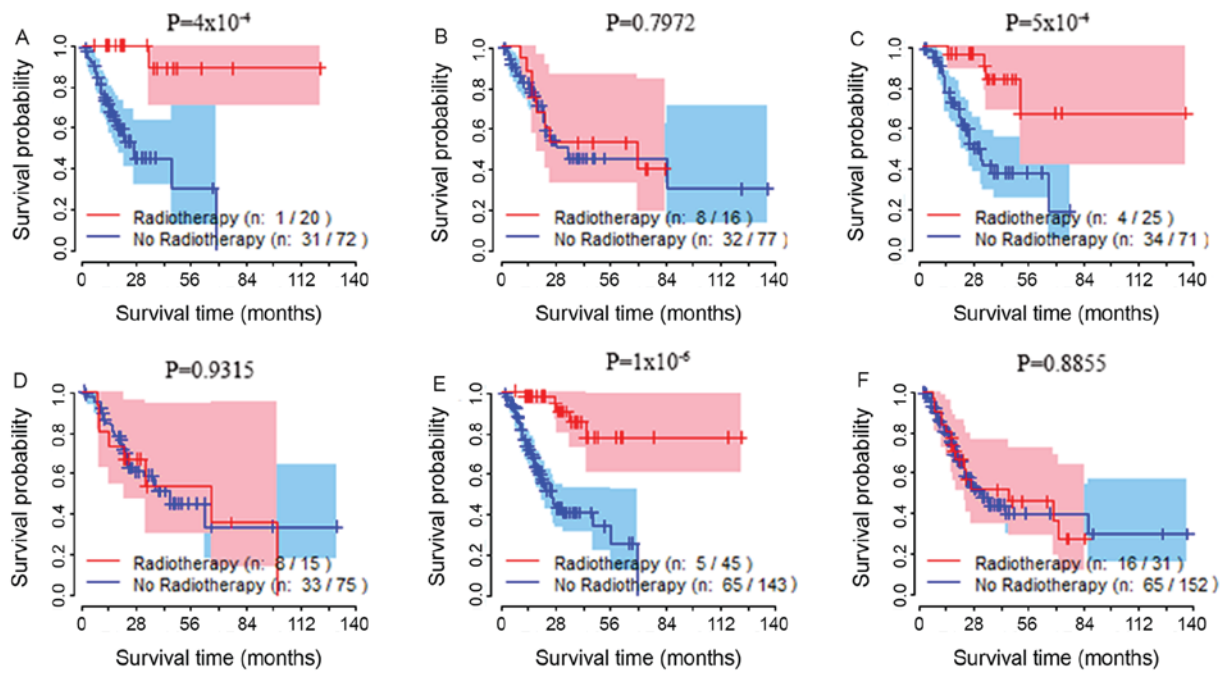 A
P=4x10⁻⁴
Survival probability
1.0
0.8
0.6
0.4
0.2
0.0
Radiotherapy (n: 1 / 20 )
No Radiotherapy (n: 31 / 72 )
0 28 56 84 112 140
Survival time (months)
B
P=0.7972
Survival probability
1.0
0.8
0.6
0.4
0.2
0.0
Radiotherapy (n: 8 / 16 )
No Radiotherapy (n: 32 / 77 )
0 28 56 84 112 140
Survival time (months)
C
P=5x10⁻⁴
Survival probability
1.0
0.8
0.6
0.4
0.2
0.0
Radiotherapy (n: 4 / 25 )
No Radiotherapy (n: 34 / 71 )
0 28 56 84 112 140
Survival time (months)
D
P=0.9315
Survival probability
1.0
0.8
0.6
0.4
0.2
0.0
Radiotherapy (n: 8 / 15 )
No Radiotherapy (n: 33 / 75 )
0 28 56 84 112 140
Survival time (months)
E
P=1x10⁻⁶
Survival probability
1.0
0.8
0.6
0.4
0.2
0.0
Radiotherapy (n: 5 / 45 )
No Radiotherapy (n: 65 / 143 )
0 28 56 84 112 140
Survival time (months)
F
P=0.8855
Survival probability
1.0
0.8
0.6
0.4
0.2
0.0
Radiotherapy (n: 16 / 31 )
No Radiotherapy (n: 65 / 152 )
0 28 56 84 112 140
Survival time (months)